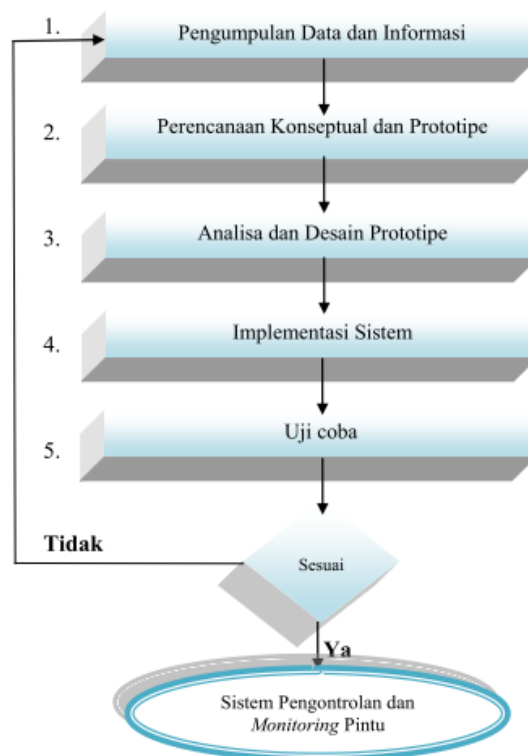 1. Pengumpulan Data dan Informasi
2. Perencanaan Konseptual dan Prototipe
3. Analisa dan Desain Prototipe
4. Implementasi Sistem
5. Uji coba
Tidak
Sesuai
Ya
Sistem Pengontrolan dan
Monitoring Pintu